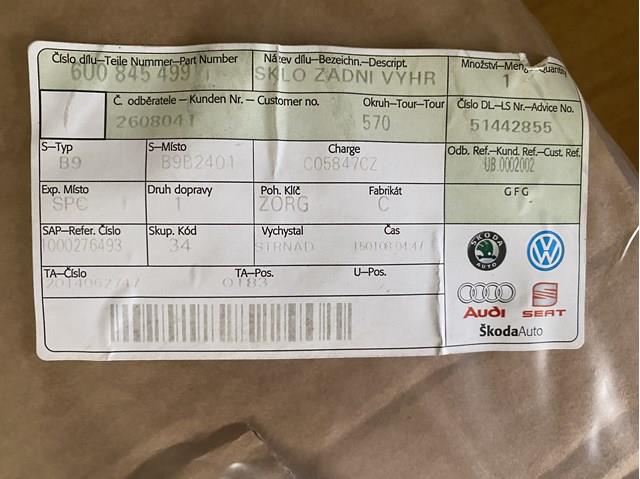 Číslo dílu—Teile Nummer—Part Number
6U0 845 499
Název dílu—Bezeichn.—Descript.
SKLO ZADNI VYHR
Množství—Menge—Quantity
1
Č. odběratele — Kunden Nr. — Customer no.
2608041
Okruh—Tour—Tour
570
Číslo DL—LS Nr.—Advice No.
51442855
S—Typ
B9
S—Místo
B9B2401
Charge
C05847CZ
Odb. Ref.—Kund. Ref.—Cust. Ref.
UB.0002002
Exp. Místo
SPC
Druh dopravy
1
Poh. Klíč
ZORG
Fabrikát
C
GFG
SAP—Refer. Číslo
1000276493
Skup. Kód
34
Vychystal
STRNAD
Čas
150108 04:47
TA—Číslo
2014062747
TA—Pos.
0183
U—Pos.
ŠKODA
AUTO
Audi
SEAT
ŠkodaAuto